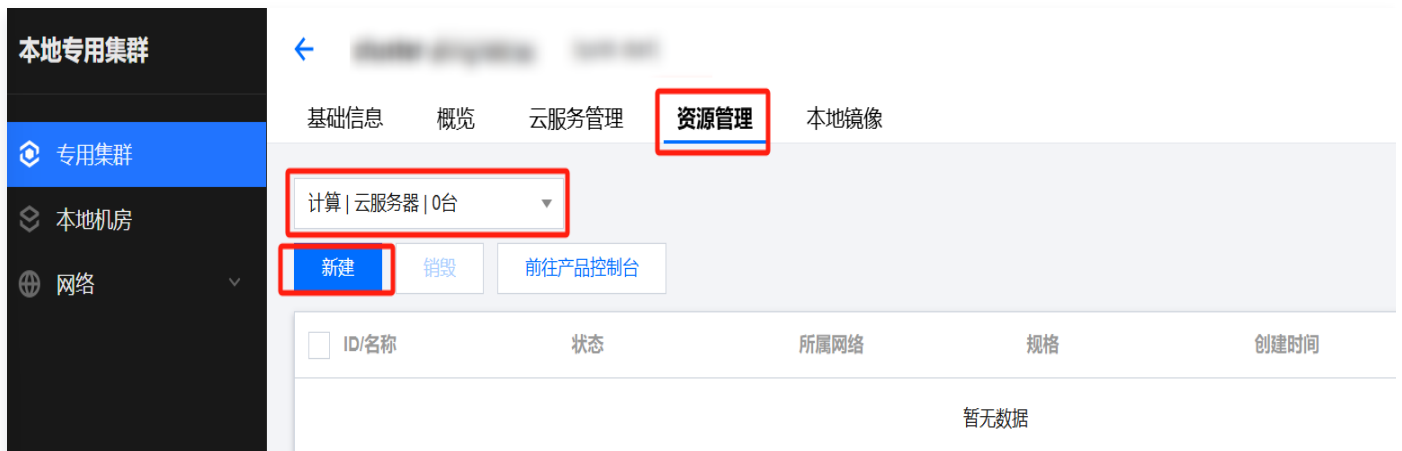 本地专用集群
专用集群
本地机房
网络
基础信息 概览 云服务管理 资源管理 本地镜像
计算 | 云服务器 | 0台
新建 销毁 前往产品控制台
ID/名称 状态 所属网络 规格 创建时间
暂无数据